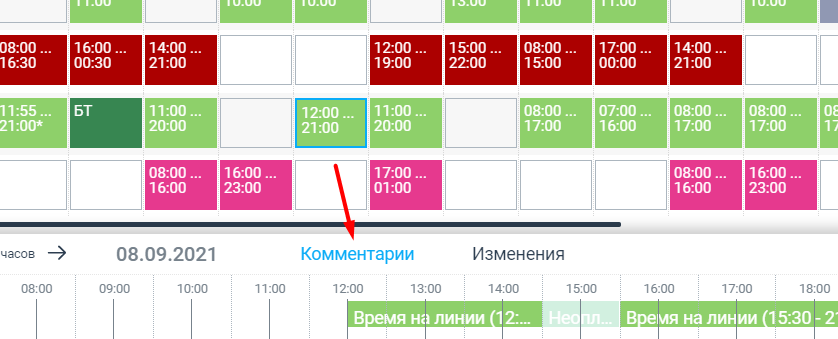 11:00 10:00 10:00 13:00 11:00 11:00 10:00
08:00 ... 16:00 ... 14:00 ... 12:00 ... 15:00 ... 08:00 ... 17:00 ... 14:00 ...
16:30 00:30 21:00 19:00 22:00 15:00 00:00 21:00
11:55 ... БТ 11:00 ... 12:00 ... 11:00 ... 08:00 ... 07:00 ... 08:00 ... 08:00 ...
21:00* 20:00 21:00 20:00 17:00 16:00 17:00 17:00
08:00 ... 16:00 ... 17:00 ... 08:00 ... 16:00 ...
16:00 23:00 01:00 16:00 23:00
часов → 08.09.2021 Комментарии Изменения
08:00 09:00 10:00 11:00 12:00 13:00 14:00 15:00 16:00 17:00 18:00
Время на линии (12:... Неопл... Время на линии (15:30 - 21